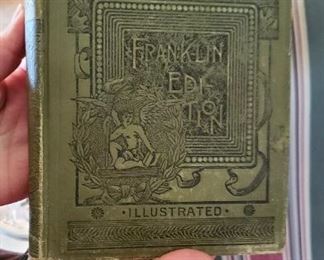 FRANKLIN
EDI
TION
· ILLUSTRATED ·